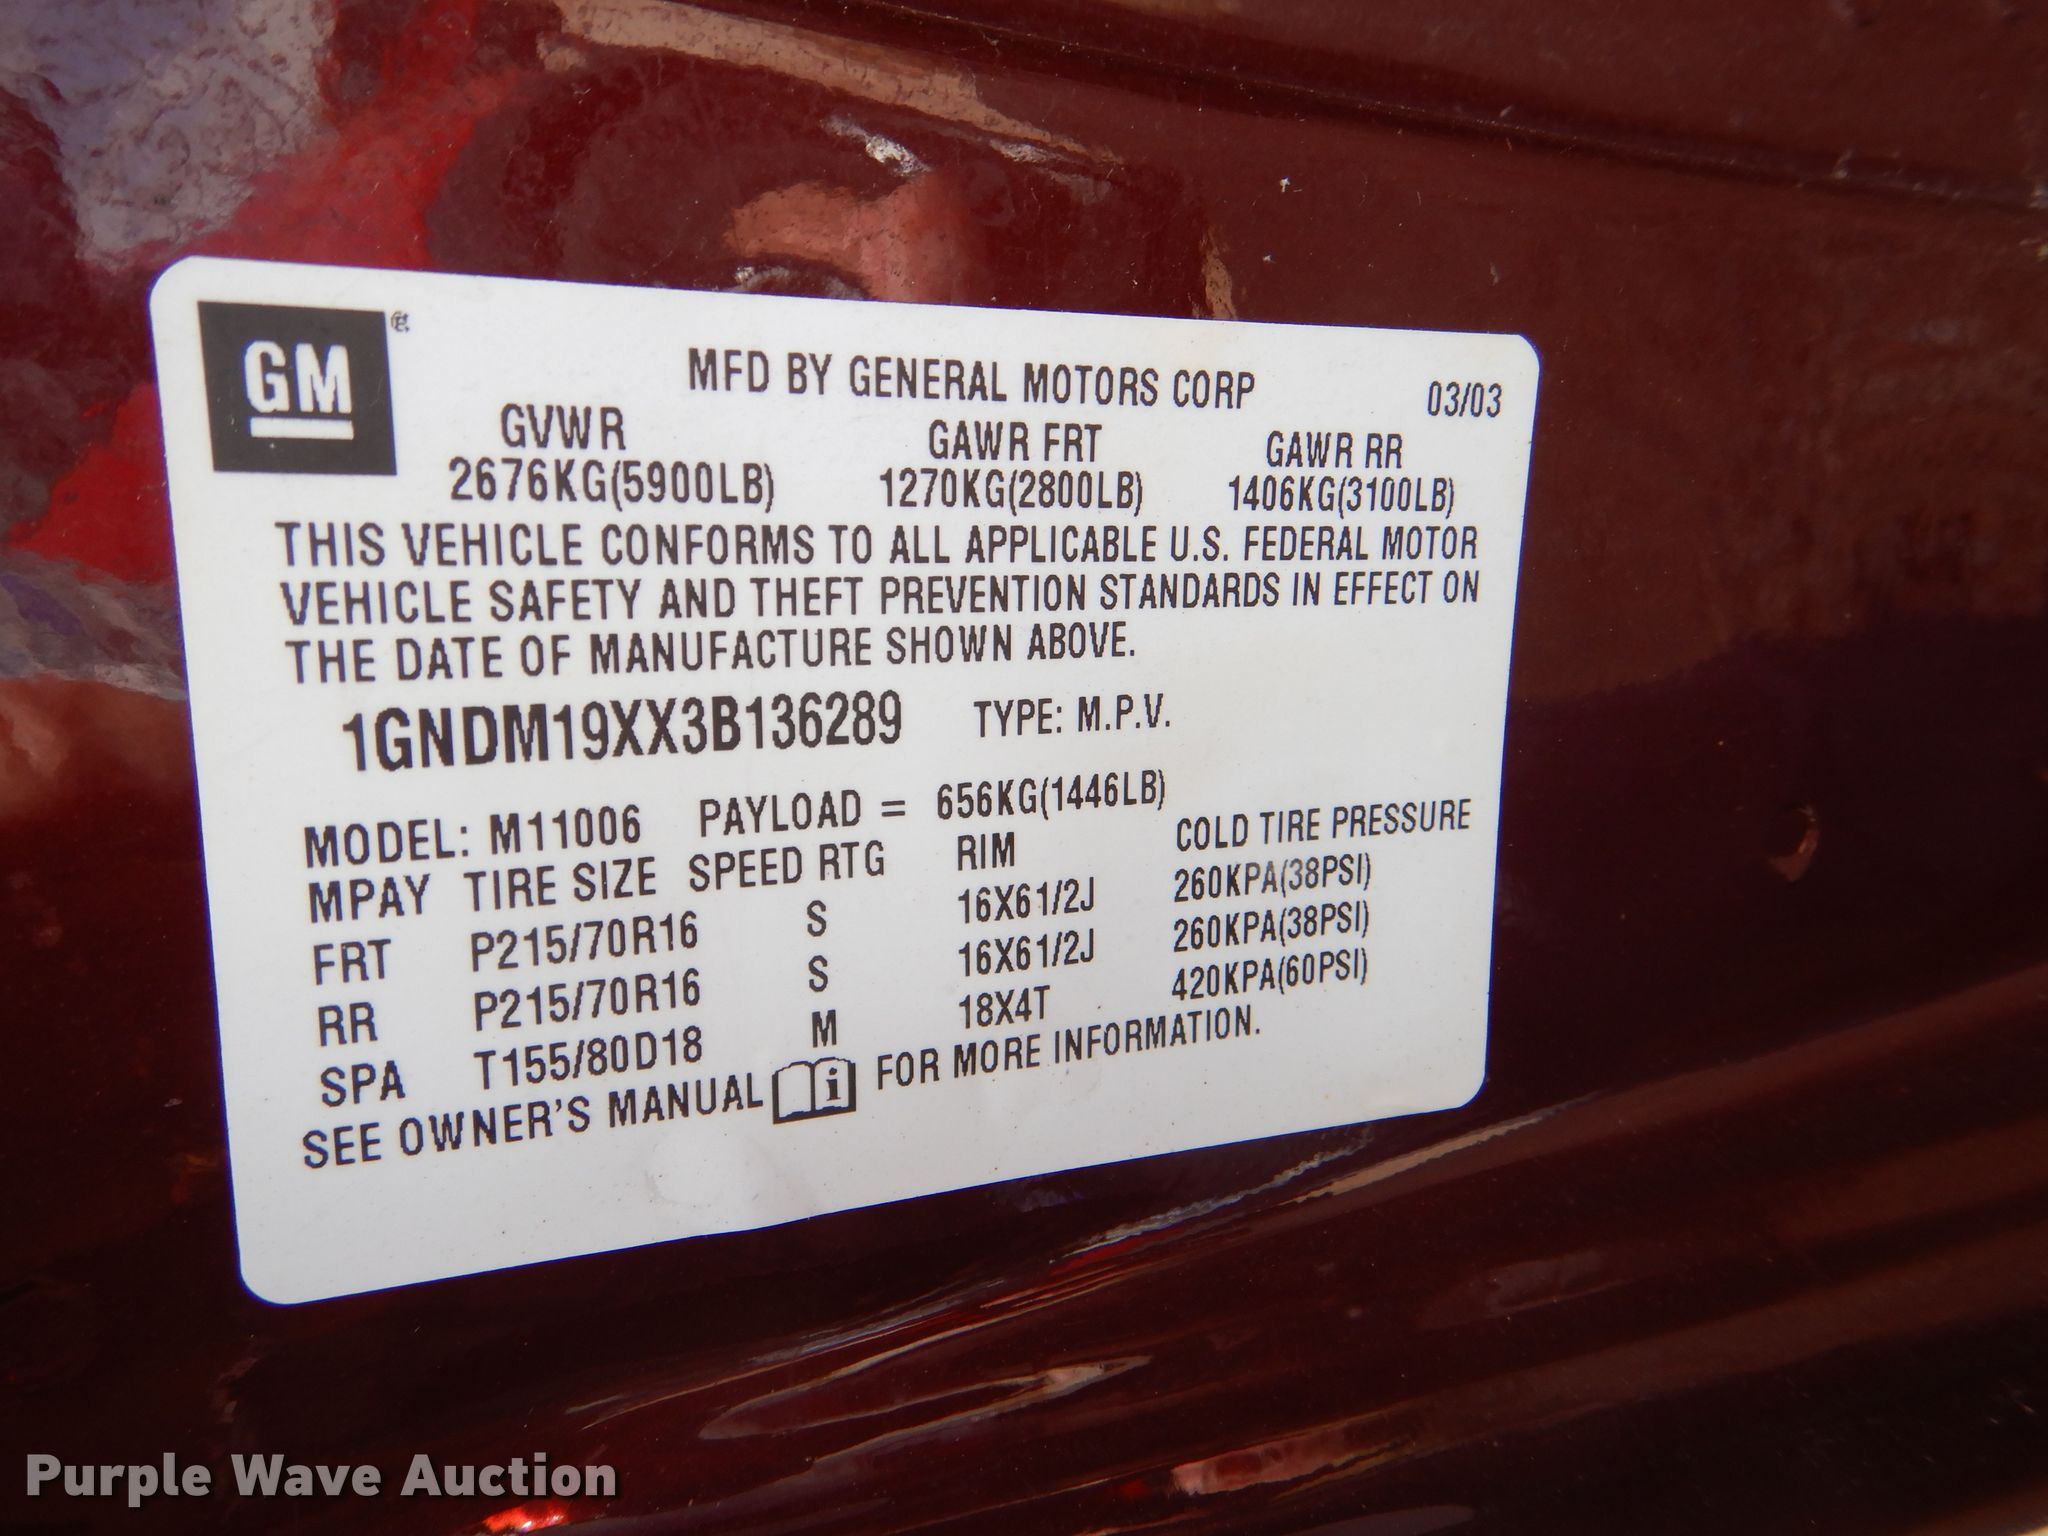 GM
MFD BY GENERAL MOTORS CORP 03/03
GVWR GAWR FRT GAWR RR
2676KG(5900LB) 1270KG(2800LB) 1406KG(3100LB)
THIS VEHICLE CONFORMS TO ALL APPLICABLE U.S. FEDERAL MOTOR
VEHICLE SAFETY AND THEFT PREVENTION STANDARDS IN EFFECT ON
THE DATE OF MANUFACTURE SHOWN ABOVE.
1GNDM19XX3B136289 TYPE: M.P.V.
MODEL: M11006 PAYLOAD = 656KG(1446LB)
MPAY TIRE SIZE SPEED RTG RIM COLD TIRE PRESSURE
FRT P215/70R16 S 16X61/2J 260KPA(38PSI)
RR P215/70R16 S 16X61/2J 260KPA(38PSI)
SPA T155/80D18 M 18X4T 420KPA(60PSI)
SEE OWNER'S MANUAL i FOR MORE INFORMATION.
Purple Wave Auction